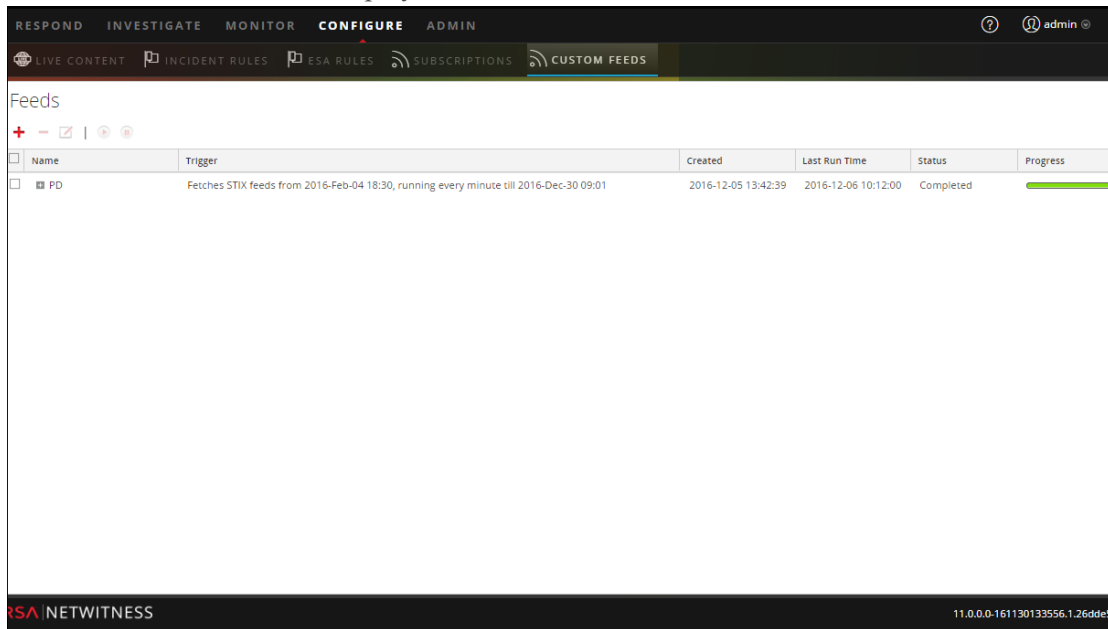 RESPOND INVESTIGATE MONITOR CONFIGURE ADMIN ? admin
LIVE CONTENT INCIDENT RULES ESA RULES SUBSCRIPTIONS CUSTOM FEEDS
Feeds
Name Trigger Created Last Run Time Status Progress
PD Fetches STIX feeds from 2016-Feb-04 18:30, running every minute till 2016-Dec-30 09:01 2016-12-05 13:42:39 2016-12-06 10:12:00 Completed
RSA NETWITNESS 11.0.0.0-161130133556.1.26dde